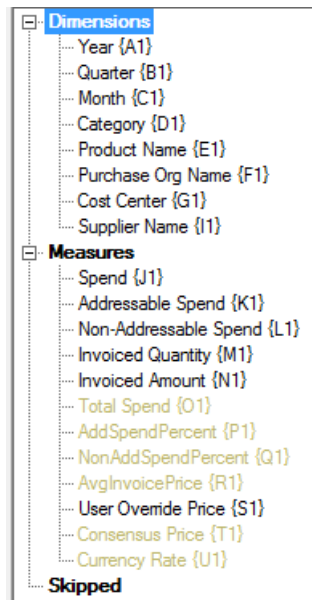 Dimensions
Year {A1}
Quarter {B1}
Month {C1}
Category {D1}
Product Name {E1}
Purchase Org Name {F1}
Cost Center {G1}
Supplier Name {I1}
Measures
Spend {J1}
Addressable Spend {K1}
Non-Addressable Spend {L1}
Invoiced Quantity {M1}
Invoiced Amount {N1}
Total Spend {O1}
AddSpendPercent {P1}
NonAddSpendPercent {Q1}
AvgInvoicePrice {R1}
User Override Price {S1}
Consensus Price {T1}
Currency Rate {U1}
Skipped